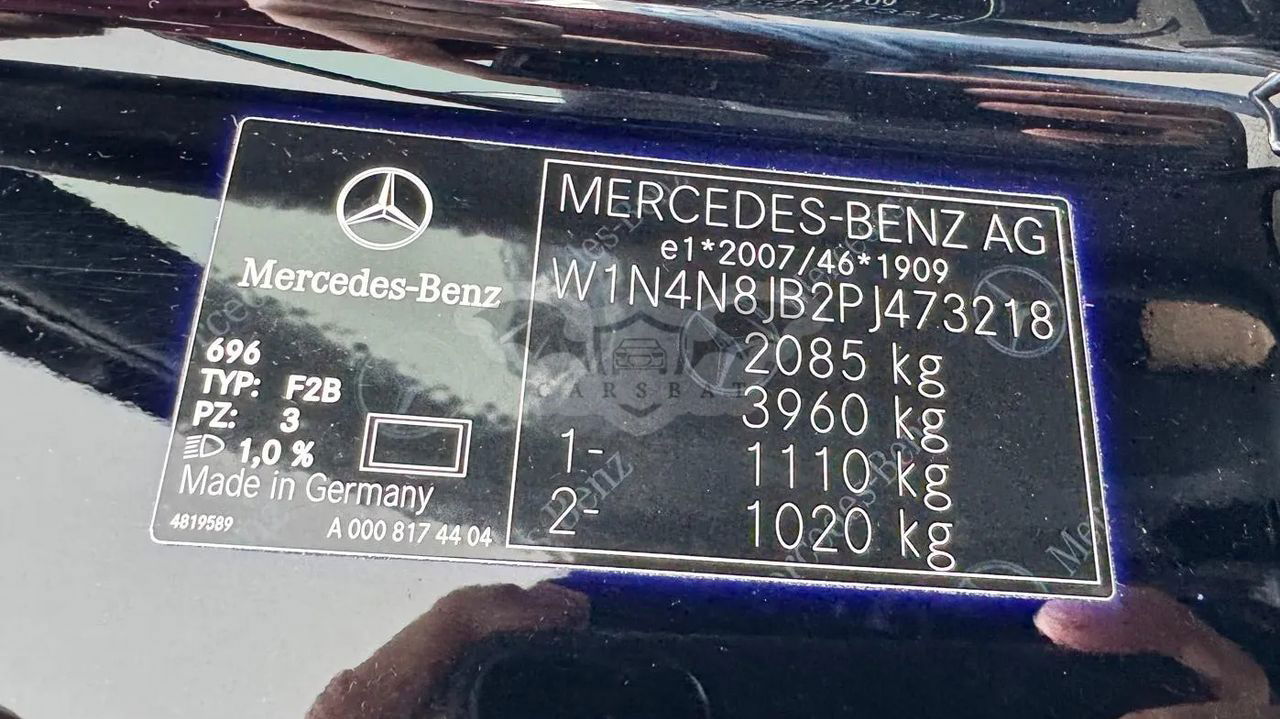 Mercedes-Benz
696
TYP: F2B
PZ: 3
1,0 %
Made in Germany
4819589
A 000 817 44 04
MERCEDES-BENZ AG
e1*2007/46*1909
W1N4N8JB2PJ473218
2085 kg
3960 kg
1- 1110 kg
2- 1020 kg
CARSBAT